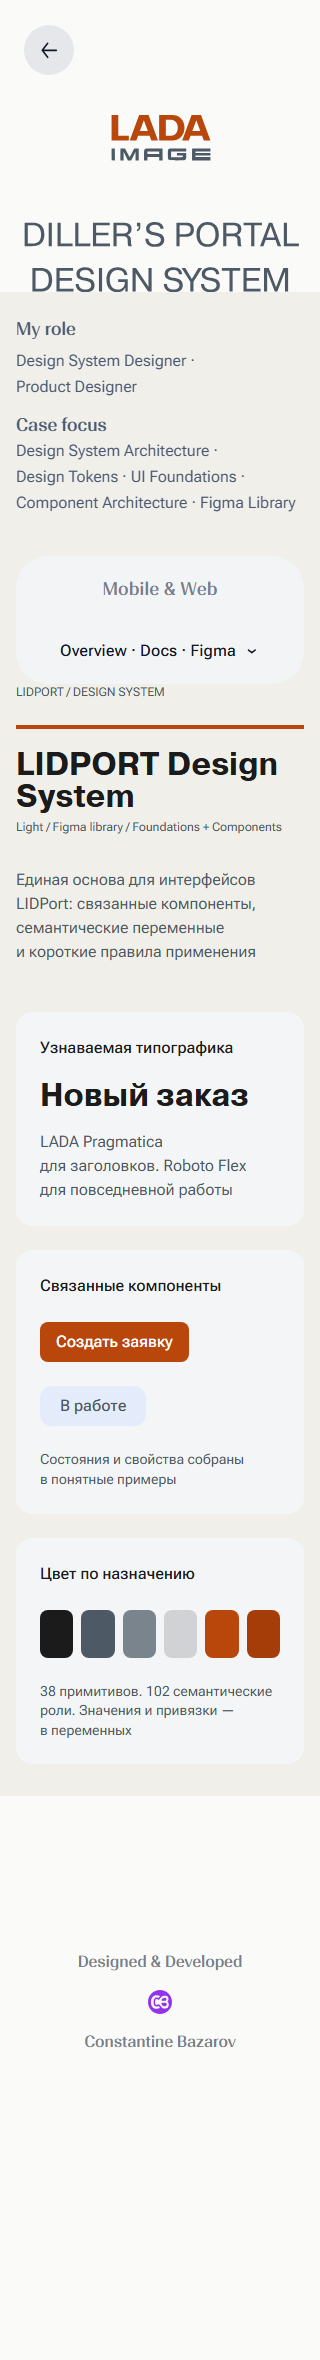 LADA
IMAGE
DILLER’S PORTAL
DESIGN SYSTEM
My role
Design System Designer ·
Product Designer
Case focus
Design System Architecture ·
Design Tokens · UI Foundations ·
Component Architecture · Figma Library
Mobile & Web
Overview · Docs · Figma
LIDPORT / DESIGN SYSTEM
LIDPORT Design
System
Light / Figma library / Foundations + Components
Единая основа для интерфейсов
LIDPort: связанные компоненты,
семантические переменные
и короткие правила применения
Узнаваемая типографика
Новый заказ
LADA Pragmatica
для заголовков. Roboto Flex
для повседневной работы
Связанные компоненты
Создать заявку
В работе
Состояния и свойства собраны
в понятные примеры
Цвет по назначению
38 примитивов. 102 семантические
роли. Значения и привязки —
в переменных
Designed & Developed
CB
Constantine Bazarov